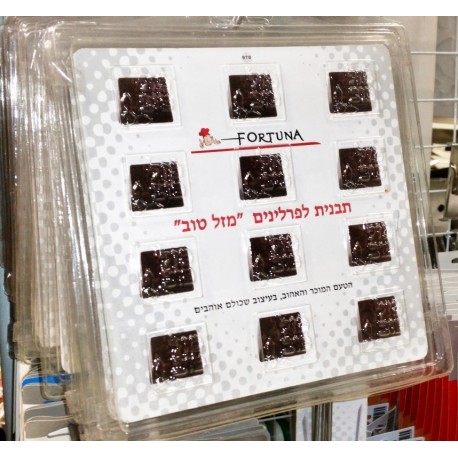 FORTUNA
תבנית לפרלינים "מזל טוב"
הטעם המוכר והאהוב, בעיצוב שכולם אוהבים